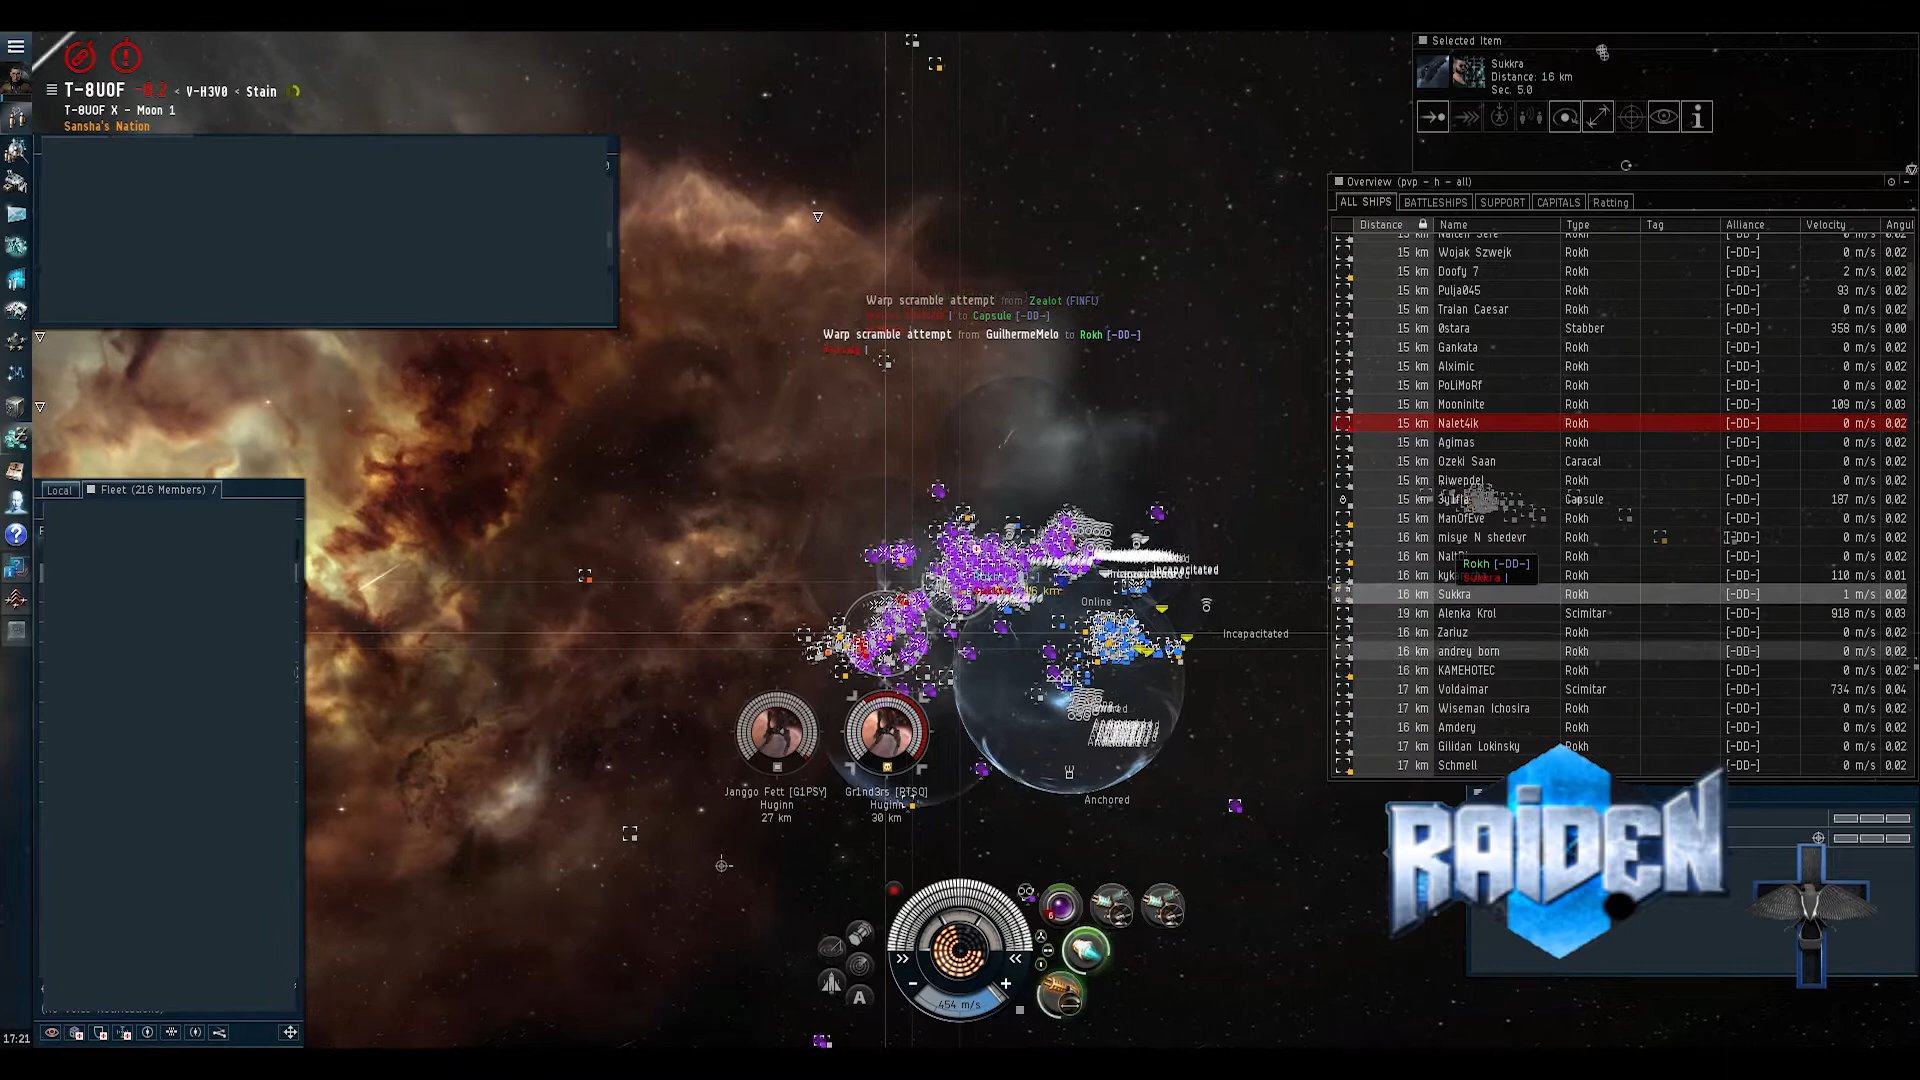 T-8UOF -0.2 < V-H3V0 < Stain
T-8UOF X - Moon 1
Sansha's Nation
Local
Fleet (216 Members)
17:21
Warp scramble attempt from Zealot (FINFL)
to Capsule [-DD-]
Warp scramble attempt from GuilhermeMelo to Rokh [-DD-]
Incapacitated
Online
Incapacitated
Anchored
Janggo Fett [G1PSY]
Huginn
27 km
Gr1nd3rs [PTSQ]
Huginn
30 km
454 m/s
A
6
Selected Item
Sukkra
Distance: 16 km
Sec. 5.0
Overview (pvp - h - all)
ALL SHIPS BATTLESHIPS SUPPORT CAPITALS Ratting
Distance Name Type Tag Alliance Velocity Angul
15 km Wojak Szwejk Rokh [-DD-] 0 m/s 0.02
15 km Doofy 7 Rokh [-DD-] 2 m/s 0.02
15 km Pulja045 Rokh [-DD-] 93 m/s 0.02
15 km Traian Caesar Rokh [-DD-] 0 m/s 0.02
15 km 0stara Stabber [-DD-] 358 m/s 0.00
15 km Gankata Rokh [-DD-] 0 m/s 0.02
15 km Alximic Rokh [-DD-] 0 m/s 0.02
15 km PoLiMoRf Rokh [-DD-] 0 m/s 0.02
15 km Mooninite Rokh [-DD-] 109 m/s 0.03
15 km Nalet4ik Rokh [-DD-] 0 m/s 0.02
15 km Agimas Rokh [-DD-] 0 m/s 0.02
15 km Ozeki Saan Caracal [-DD-] 0 m/s 0.02
15 km Riwendel Rokh [-DD-] 0 m/s 0.02
15 km Capsule [-DD-] 187 m/s 0.01
15 km ManOfEve Rokh [-DD-] 0 m/s 0.02
16 km misye N shedevr Rokh [-DD-] 0 m/s 0.02
16 km Rokh [-DD-] 0 m/s 0.02
16 km Rokh [-DD-] 110 m/s 0.01
Rokh [-DD-]
Sukkra
16 km Sukkra Rokh [-DD-] 1 m/s 0.02
19 km Alenka Krol Scimitar [-DD-] 918 m/s 0.03
16 km Zariuz Rokh [-DD-] 0 m/s 0.02
16 km andrey born Rokh [-DD-] 0 m/s 0.02
16 km KAMEHOTEC Rokh [-DD-] 0 m/s 0.02
17 km Voldaimar Scimitar [-DD-] 734 m/s 0.04
17 km Wiseman Ichosira Rokh [-DD-] 0 m/s 0.02
16 km Amdery Rokh [-DD-] 0 m/s 0.02
17 km Gilidan Lokinsky Rokh [-DD-] 0 m/s 0.02
17 km Schmell Rokh [-DD-] 0 m/s 0.02
RAIDEN